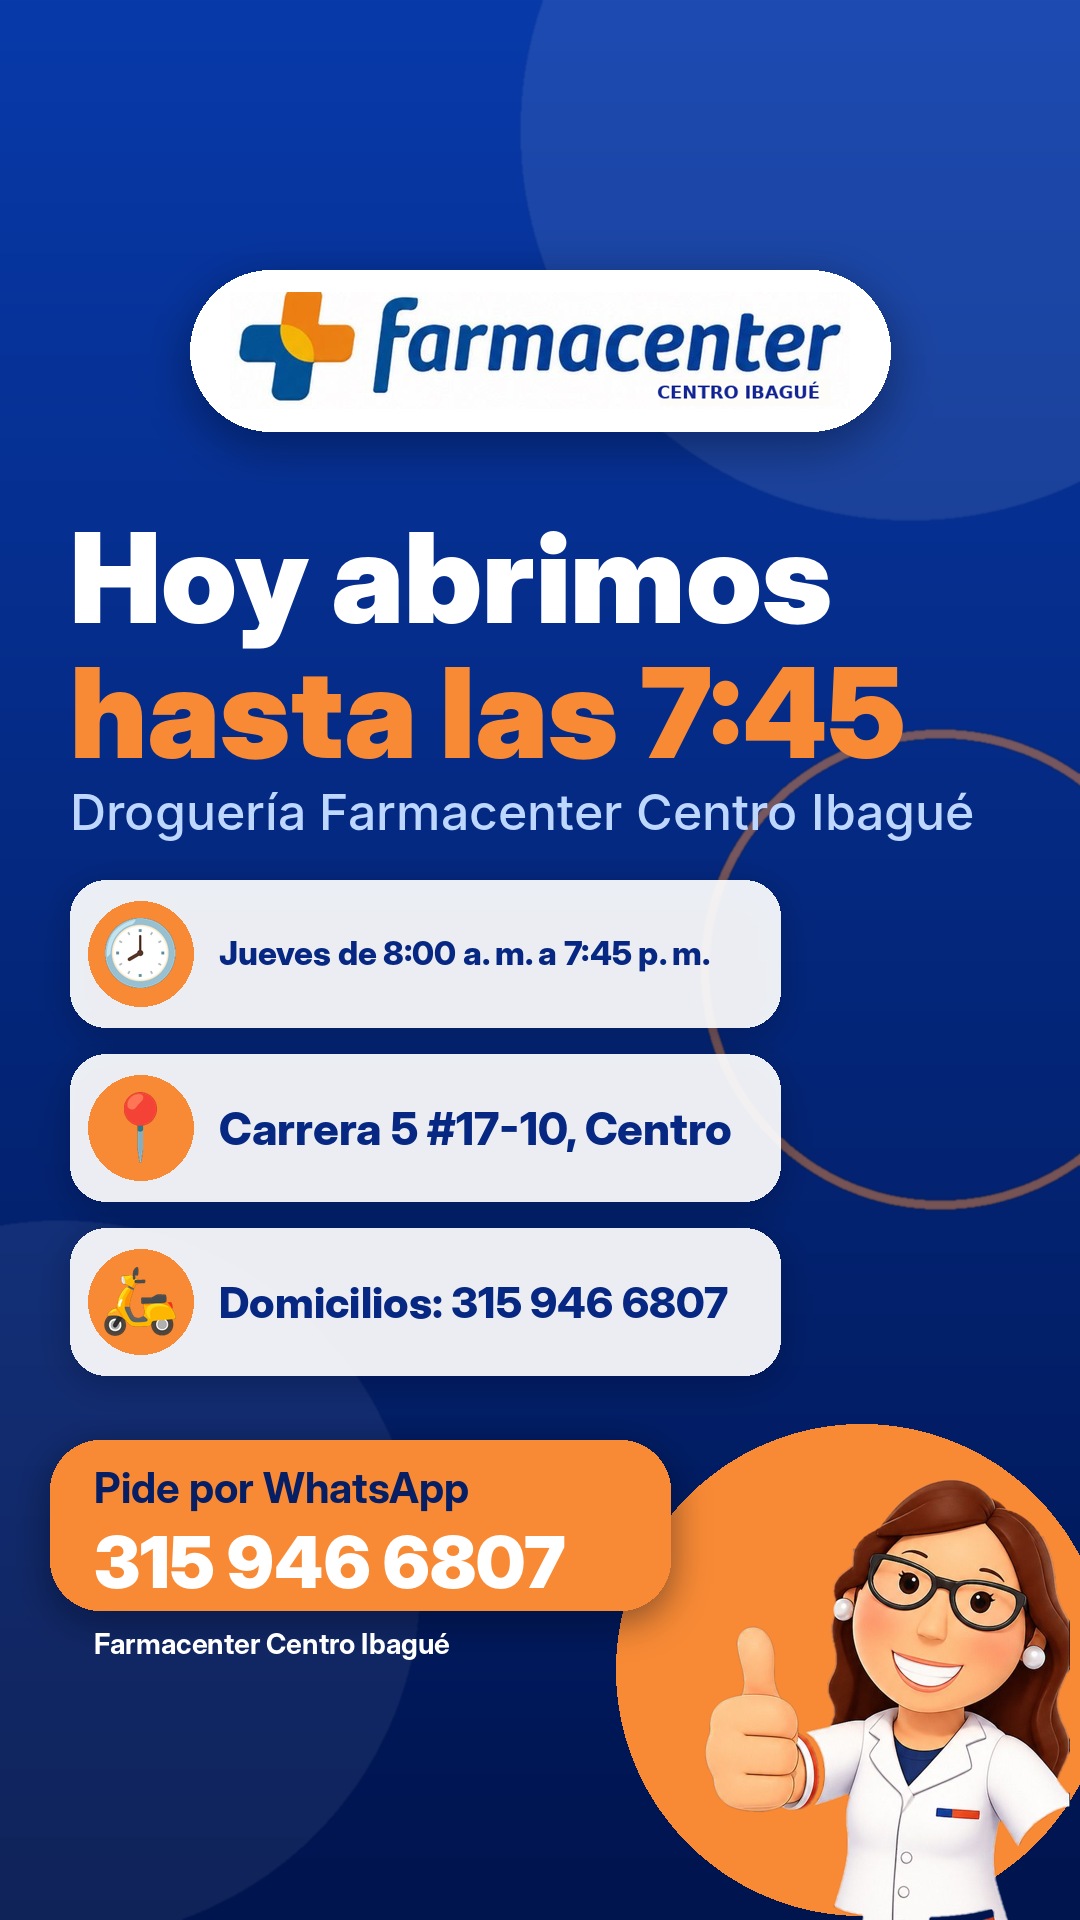 farmacenter
CENTRO IBAGUÉ
Hoy abrimos
hasta las 7:45
Droguería Farmacenter Centro Ibagué
Jueves de 8:00 a. m. a 7:45 p. m.
Carrera 5 #17-10, Centro
Domicilios: 315 946 6807
Pide por WhatsApp
315 946 6807
Farmacenter Centro Ibagué